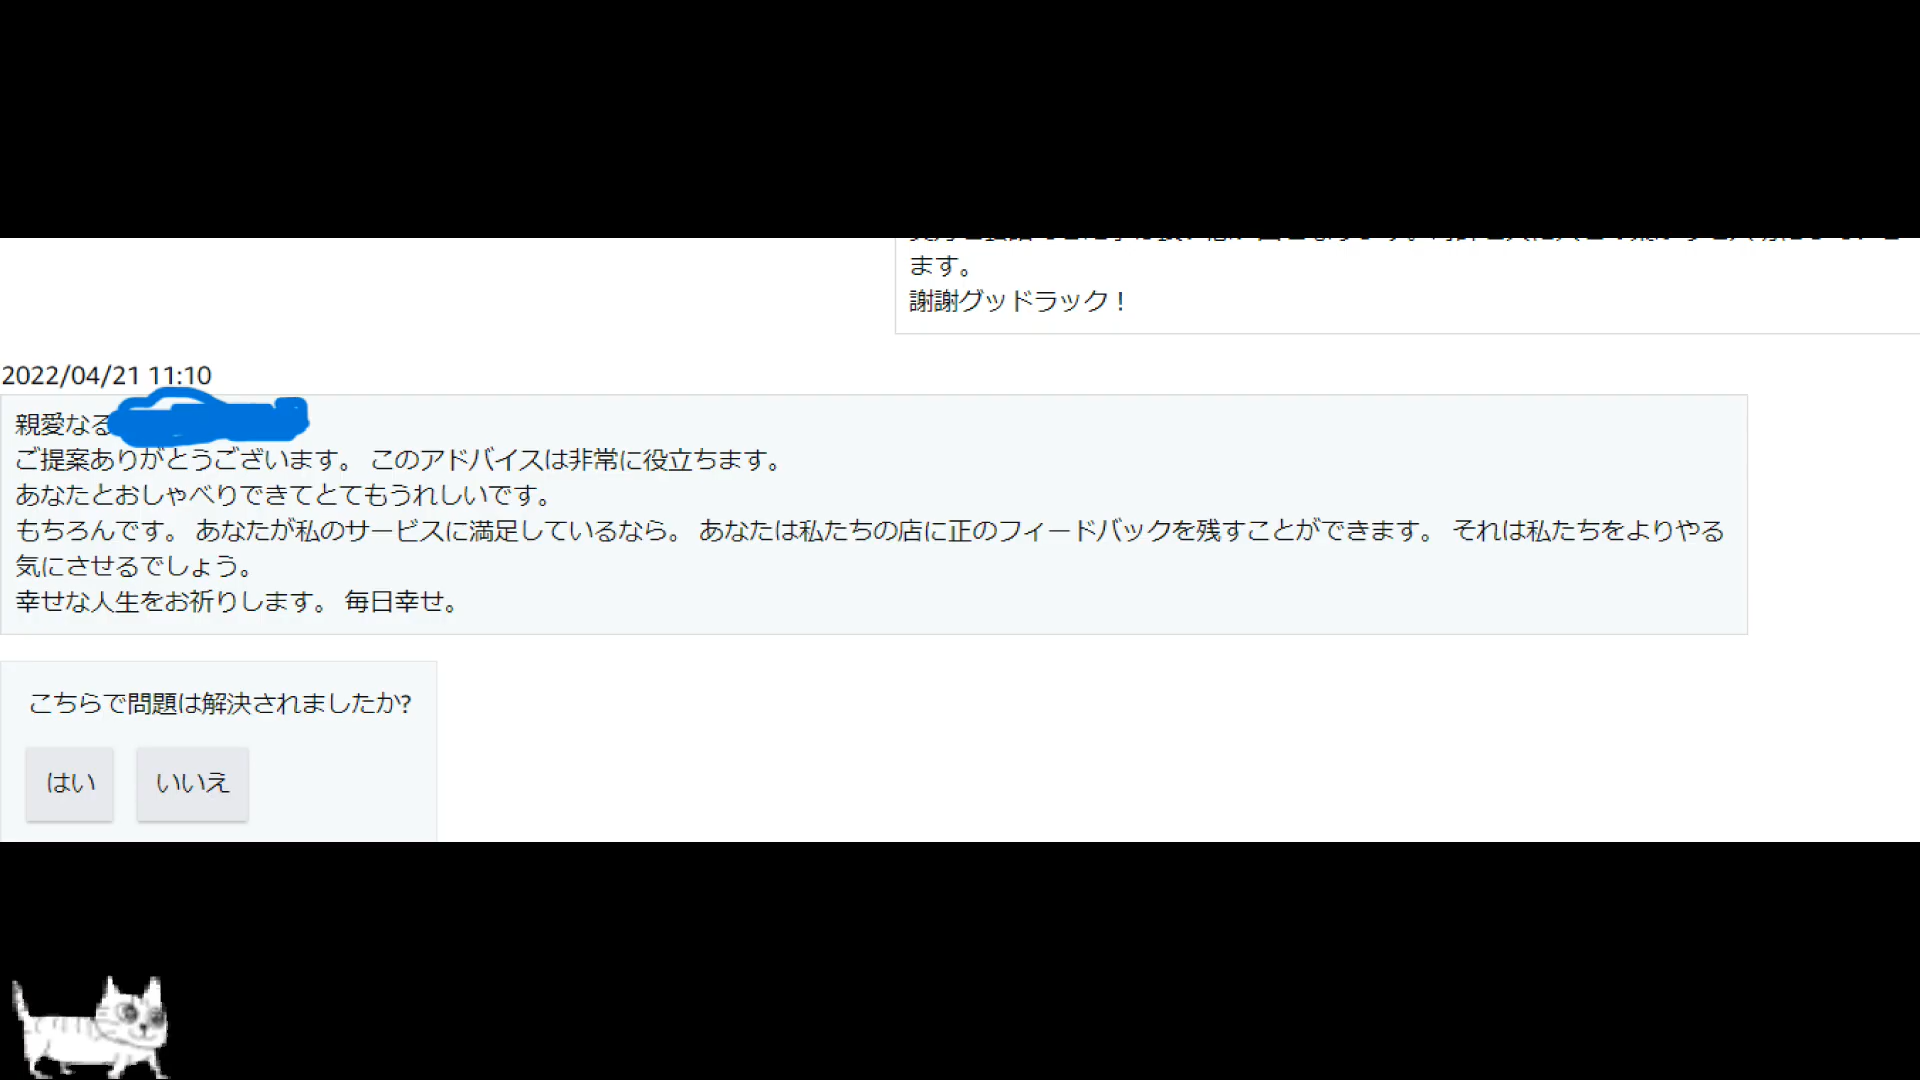 ます。
謝謝グッドラック！
2022/04/21 11:10
親愛なる
ご提案ありがとうございます。 このアドバイスは非常に役立ちます。
あなたとおしゃべりできてとてもうれしいです。
もちろんです。 あなたが私のサービスに満足しているなら。 あなたは私たちの店に正のフィードバックを残すことができます。 それは私たちをよりやる
気にさせるでしょう。
幸せな人生をお祈りします。 毎日幸せ。
こちらで問題は解決されましたか?
はい
いいえ